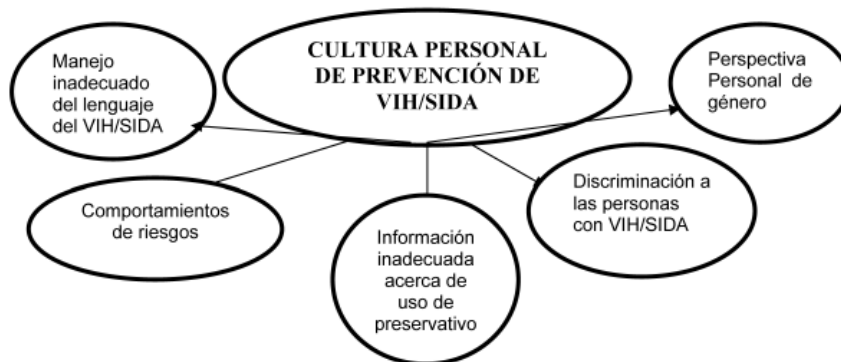 CULTURA PERSONAL
DE PREVENCIÓN DE
VIH/SIDA
Manejo
inadecuado
del lenguaje
del VIH/SIDA
Perspectiva
Personal de
género
Comportamientos
de riesgos
Información
inadecuada
acerca de
uso de
preservativo
Discriminación a
las personas
con VIH/SIDA